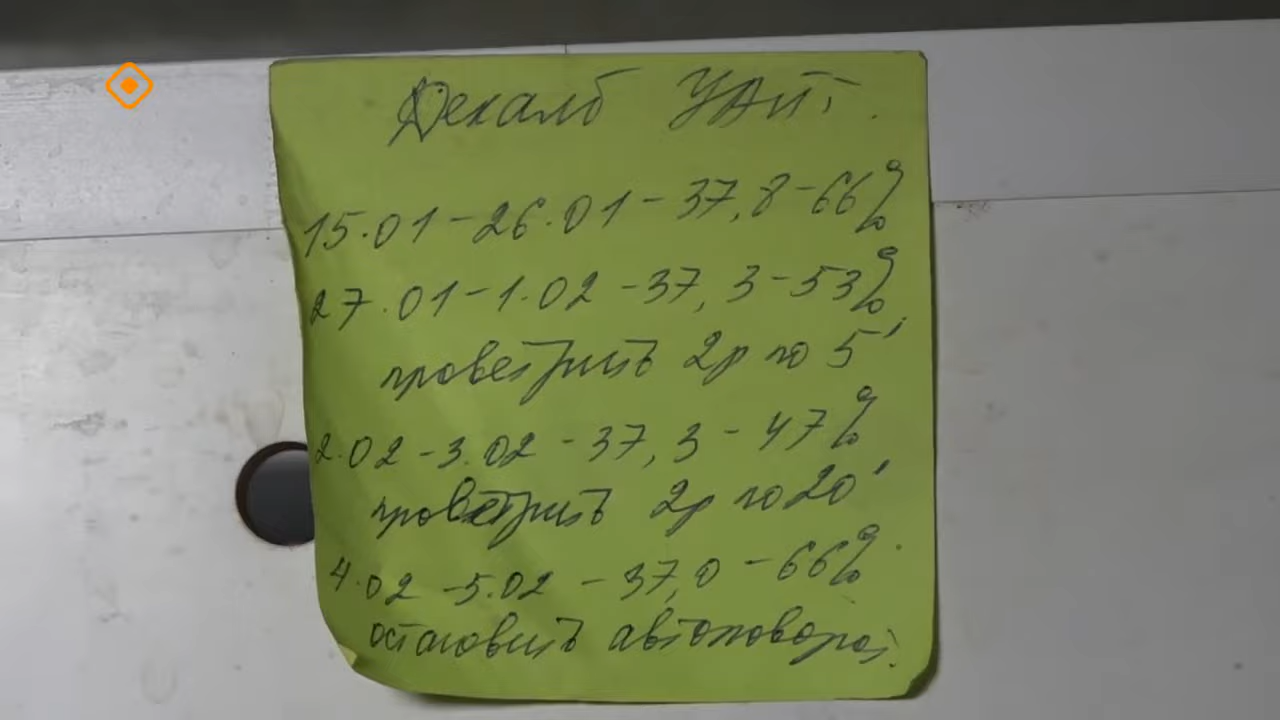 Декалб УАйт.
15.01-26.01-37,8-66%
27.01-1.02-37,3-53%
проветрить 2р по 5'
2.02-3.02-37,3-47%
проветрить 2р по 20'
4.02-5.02-37,0-66%
остановить автоповорот.